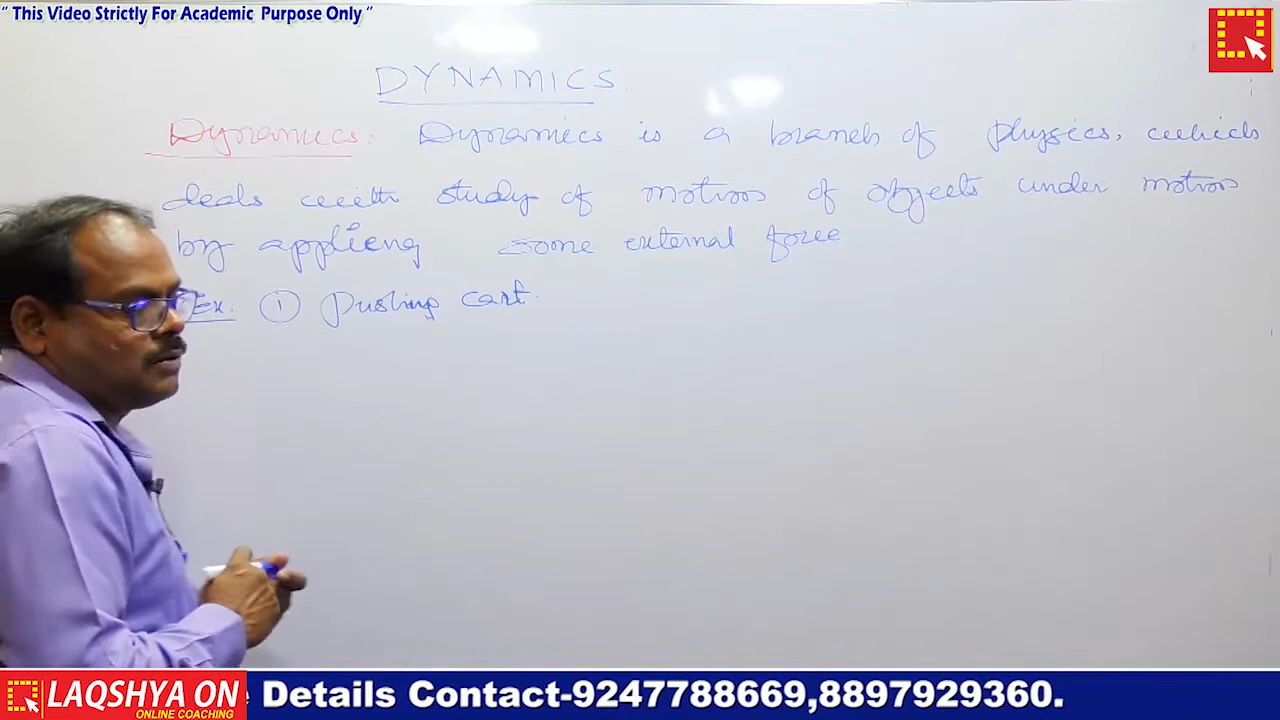 " This Video Strictly For Academic Purpose Only "
DYNAMICS
Dynamics: Dynamics is a branch of physics, which
deals with study of motion of objects under motion
by applieng some external force
Ex: ① Pushing cart.
LAQSHYA ON
ONLINE COACHING
e Details Contact-9247788669,8897929360.